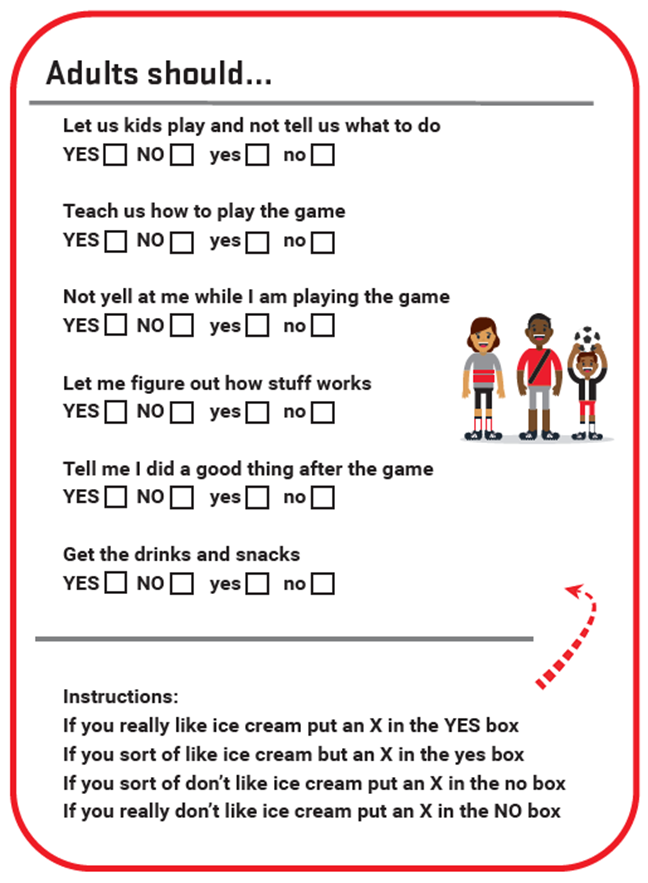 Adults should...
Let us kids play and not tell us what to do
YES NO yes no
Teach us how to play the game
YES NO yes no
Not yell at me while I am playing the game
YES NO yes no
Let me figure out how stuff works
YES NO yes no
Tell me I did a good thing after the game
YES NO yes no
Get the drinks and snacks
YES NO yes no
Instructions:
If you really like ice cream put an X in the YES box
If you sort of like ice cream but an X in the yes box
If you sort of don’t like ice cream put an X in the no box
If you really don’t like ice cream put an X in the NO box